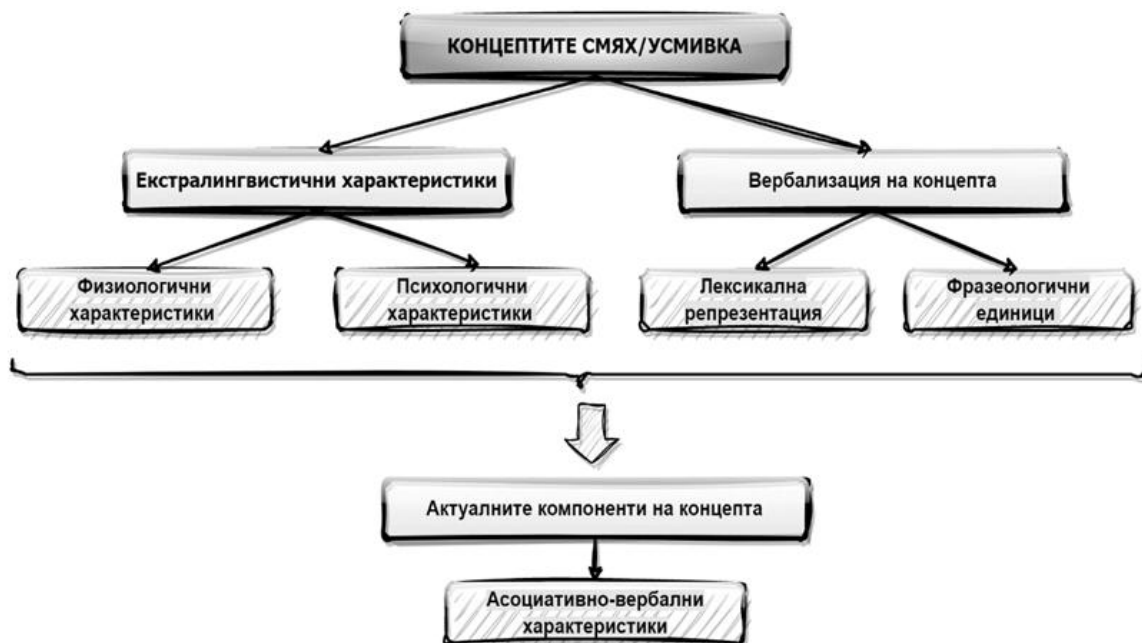 КОНЦЕПТИТЕ СМЯХ/УСМИВКА
Екстралингвистични характеристики
Вербализация на концепта
Физиологични
характеристики
Психологични
характеристики
Лексикална
репрезентация
Фразеологични
единици
Актуалните компоненти на концепта
Асоциативно-вербални
характеристики